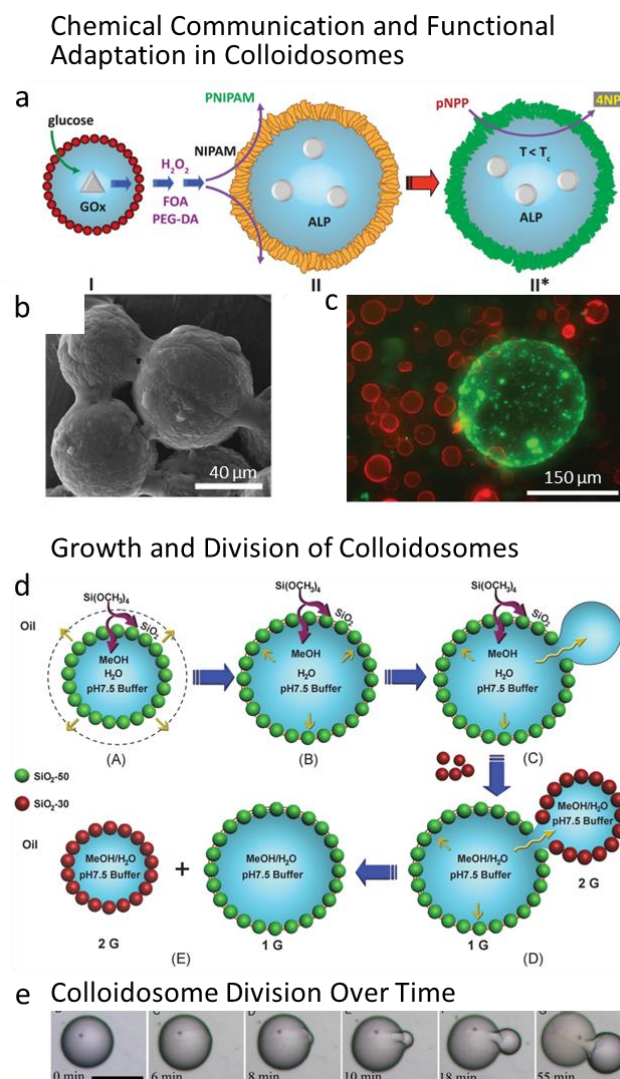 Chemical Communication and Functional
Adaptation in Colloidosomes
a
glucose
GOx
H₂O₂
FOA
PEG-DA
PNIPAM
NIPAM
ALP
pNPP
4NP
T < Tc
ALP
I
II
II*
b
40 µm
c
150 µm
Growth and Division of Colloidosomes
d
Oil
Si(OCH₃)₄
SiO₂
MeOH
H₂O
pH7.5 Buffer
(A)
Si(OCH₃)₄
SiO₂
MeOH
H₂O
pH7.5 Buffer
(B)
Si(OCH₃)₄
SiO₂
MeOH
H₂O
pH7.5 Buffer
(C)
SiO₂-50
SiO₂-30
Oil
MeOH/H₂O
pH7.5 Buffer
2 G
+
MeOH/H₂O
pH7.5 Buffer
1 G
(E)
MeOH/H₂O
pH7.5 Buffer
1 G
MeOH/H₂O
pH7.5 Buffer
2 G
(D)
e Colloidosome Division Over Time
0 min
6 min
8 min
10 min
18 min
55 min